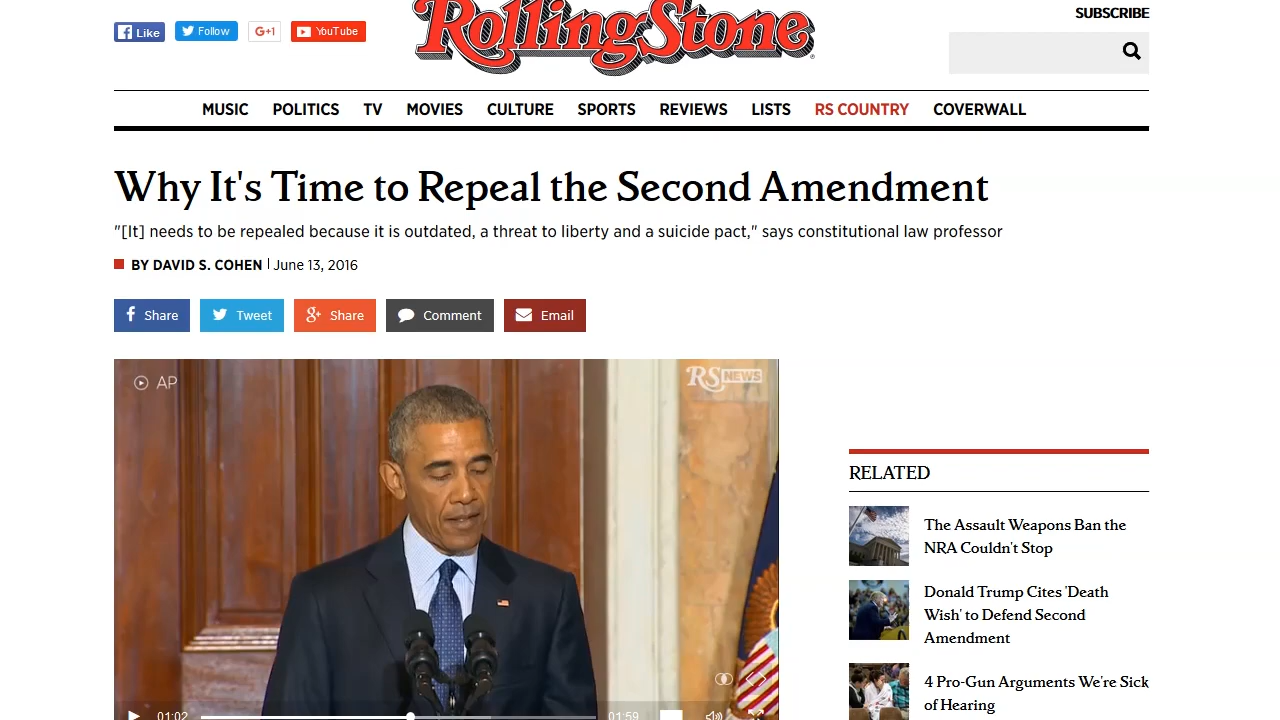 Like
Follow
G+1
YouTube
RollingStone
SUBSCRIBE
MUSIC POLITICS TV MOVIES CULTURE SPORTS REVIEWS LISTS RS COUNTRY COVERWALL
Why It's Time to Repeal the Second Amendment
"[It] needs to be repealed because it is outdated, a threat to liberty and a suicide pact," says constitutional law professor
BY DAVID S. COHEN | June 13, 2016
Share Tweet Share Comment Email
AP
RS NEWS
01:02
01:59
RELATED
The Assault Weapons Ban the
NRA Couldn't Stop
Donald Trump Cites 'Death
Wish' to Defend Second
Amendment
4 Pro-Gun Arguments We're Sick
of Hearing